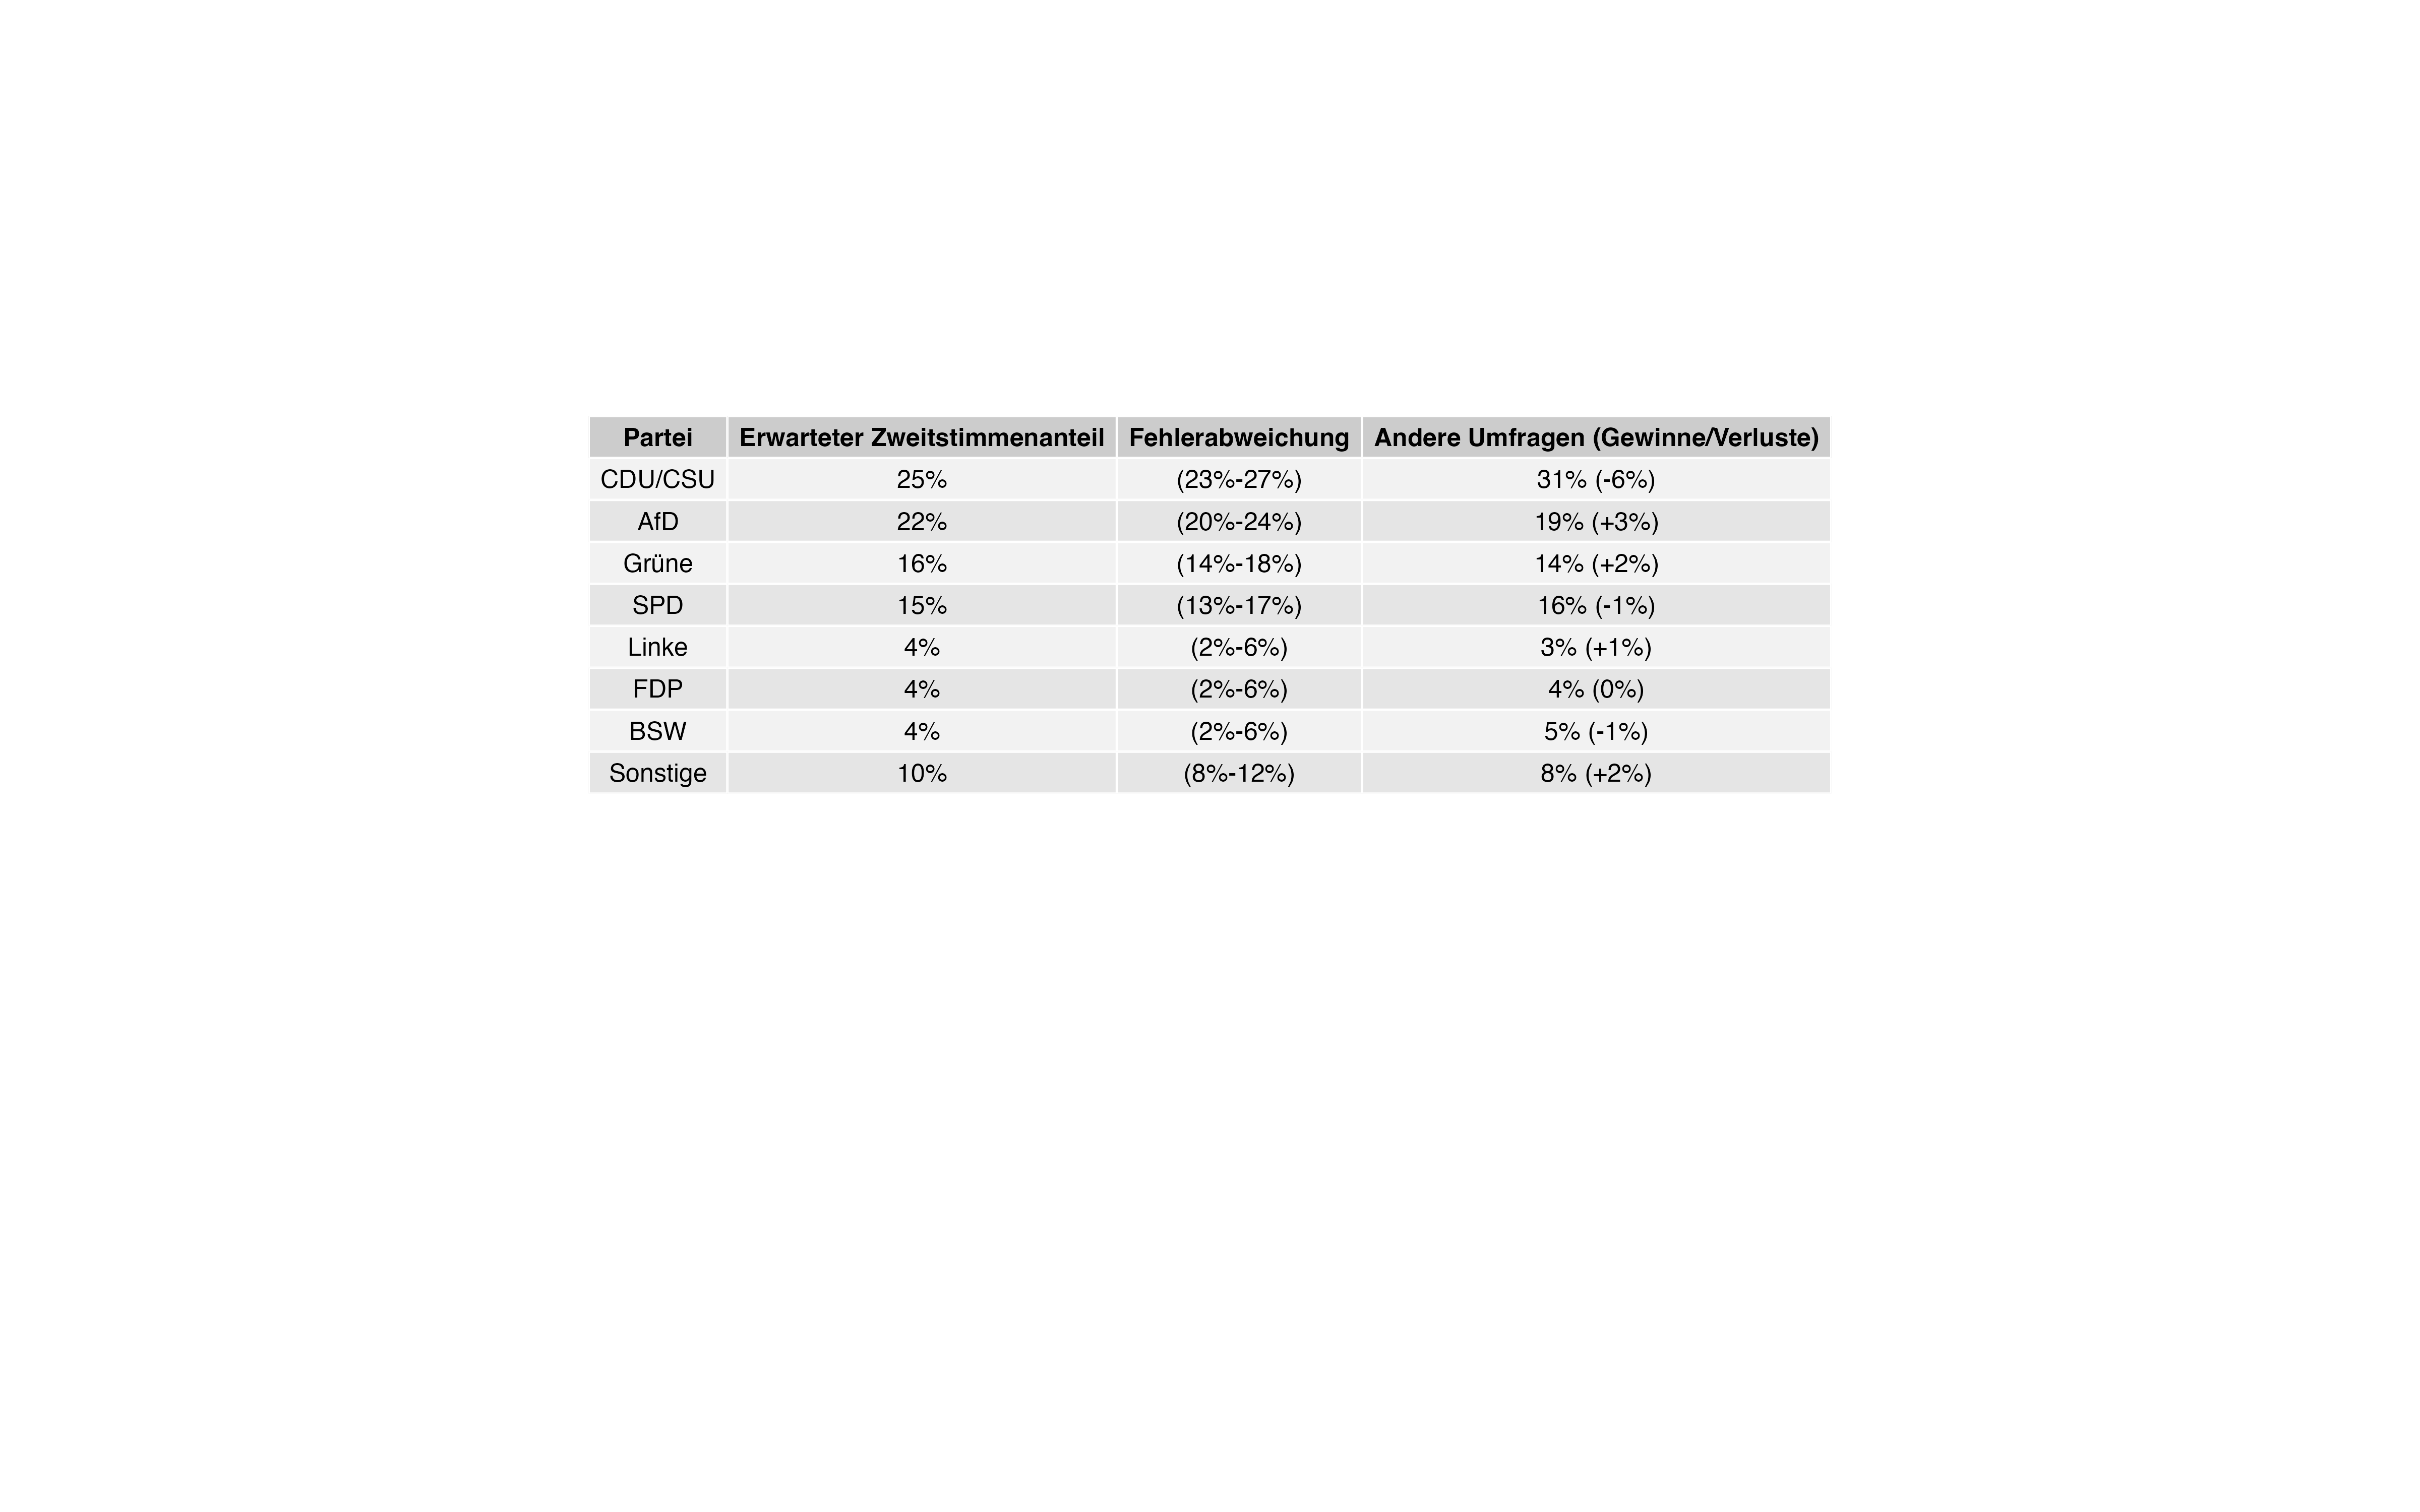 Partei Erwarteter Zweitstimmenanteil Fehlerabweichung Andere Umfragen (Gewinne/Verluste)
CDU/CSU 25% (23%-27%) 31% (-6%)
AfD 22% (20%-24%) 19% (+3%)
Grüne 16% (14%-18%) 14% (+2%)
SPD 15% (13%-17%) 16% (-1%)
Linke 4% (2%-6%) 3% (+1%)
FDP 4% (2%-6%) 4% (0%)
BSW 4% (2%-6%) 5% (-1%)
Sonstige 10% (8%-12%) 8% (+2%)